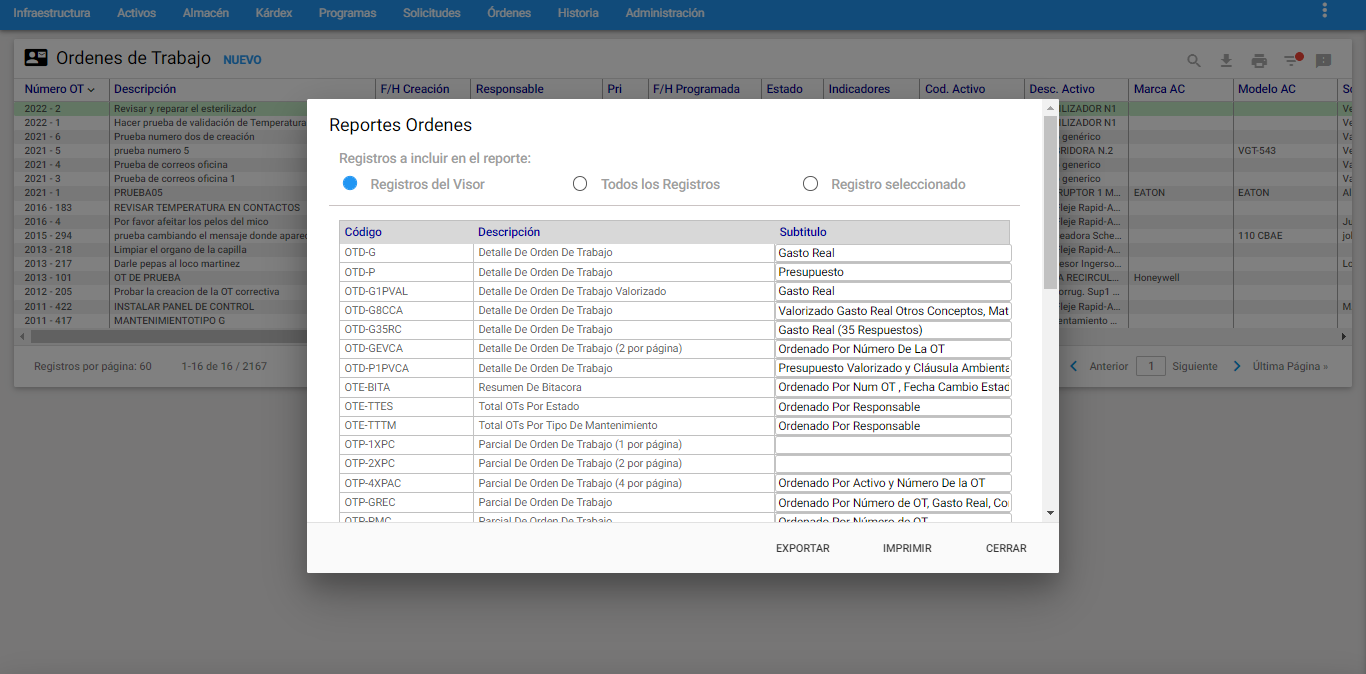 Infraestructura Activos Almacén Kárdex Programas Solicitudes Órdenes Historia Administración
Ordenes de Trabajo NUEVO
Número OT Descripción F/H Creación Responsable Pri F/H Programada Estado Indicadores Cod. Activo Desc. Activo Marca AC Modelo AC
2022 - 2 Revisar y reparar el esterilizador ILIZADOR N1
2022 - 1 Hacer prueba de validación de Temperatura ILIZADOR N1
2021 - 6 Prueba numero dos de creación genérico
2021 - 5 prueba numero 5 RIDORA N.2 VGT-543
2021 - 4 Prueba de correos oficina generico
2021 - 3 Prueba de correos oficina 1 generico
2021 - 1 PRUEBA05 RUPTOR 1 M... EATON EATON
2016 - 183 REVISAR TEMPERATURA EN CONTACTOS fleje Rapid-A...
2016 - 4 Por favor afeitar los pelos del mico fleje Rapid-A...
2015 - 294 prueba cambiando el mensaje donde apare eadora Sche... 110 CBAE
2013 - 218 Limpiar el organo de la capilla fleje Rapid-A...
2013 - 217 Darle pepas al loco martinez esor Ingerso...
2013 - 101 OT DE PRUEBA A RECIRCUL... Honeywell
2012 - 205 Probar la creacion de la OT correctiva orrug. Sup1 ...
2011 - 422 INSTALAR PANEL DE CONTROL fleje Rapid-A...
2011 - 417 MANTENIMIENTOTIPO G entamiento ...
Registros por página: 60 1-16 de 16 / 2167 Anterior 1 Siguiente Última Página »
Reportes Ordenes
Registros a incluir en el reporte:
Registros del Visor Todos los Registros Registro seleccionado
Código Descripción Subtitulo
OTD-G Detalle De Orden De Trabajo Gasto Real
OTD-P Detalle De Orden De Trabajo Presupuesto
OTD-G1PVAL Detalle De Orden De Trabajo Valorizado Gasto Real
OTD-G8CCA Detalle De Orden De Trabajo Valorizado Gasto Real Otros Conceptos, Mat
OTD-G35RC Detalle De Orden De Trabajo Gasto Real (35 Respuestos)
OTD-GEVCA Detalle De Orden De Trabajo (2 por página) Ordenado Por Número De La OT
OTD-P1PVCA Detalle De Orden De Trabajo Presupuesto Valorizado y Cláusula Ambienta
OTE-BITA Resumen De Bitacora Ordenado Por Num OT , Fecha Cambio Estad
OTE-TTES Total OTs Por Estado Ordenado Por Responsable
OTE-TTTM Total OTs Por Tipo De Mantenimiento Ordenado Por Responsable
OTP-1XPC Parcial De Orden De Trabajo (1 por página)
OTP-2XPC Parcial De Orden De Trabajo (2 por página)
OTP-4XPAC Parcial De Orden De Trabajo (4 por página) Ordenado Por Activo y Número De la OT
OTP-GREC Parcial De Orden De Trabajo Ordenado Por Número de OT, Gasto Real, Co
OTP-PMC Parcial De Orden De Trabajo Ordenado Por Número de OT
EXPORTAR IMPRIMIR CERRAR